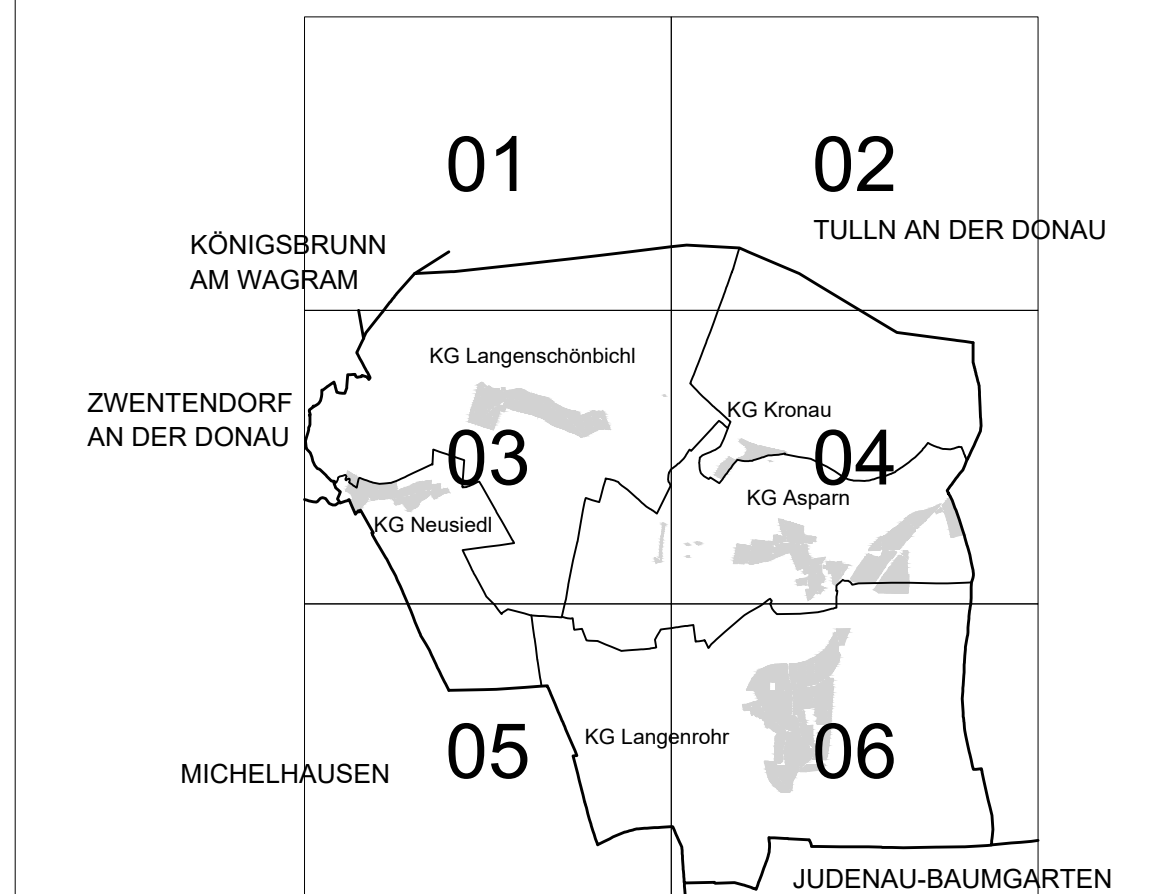 01
02
TULLN AN DER DONAU
KÖNIGSBRUNN
AM WAGRAM
KG Langenschönbichl
ZWENTENDORF
AN DER DONAU
KG Kronau
03
04
KG Asparn
KG Neusiedl
KG Langenrohr
05
06
MICHELHAUSEN
JUDENAU-BAUMGARTEN